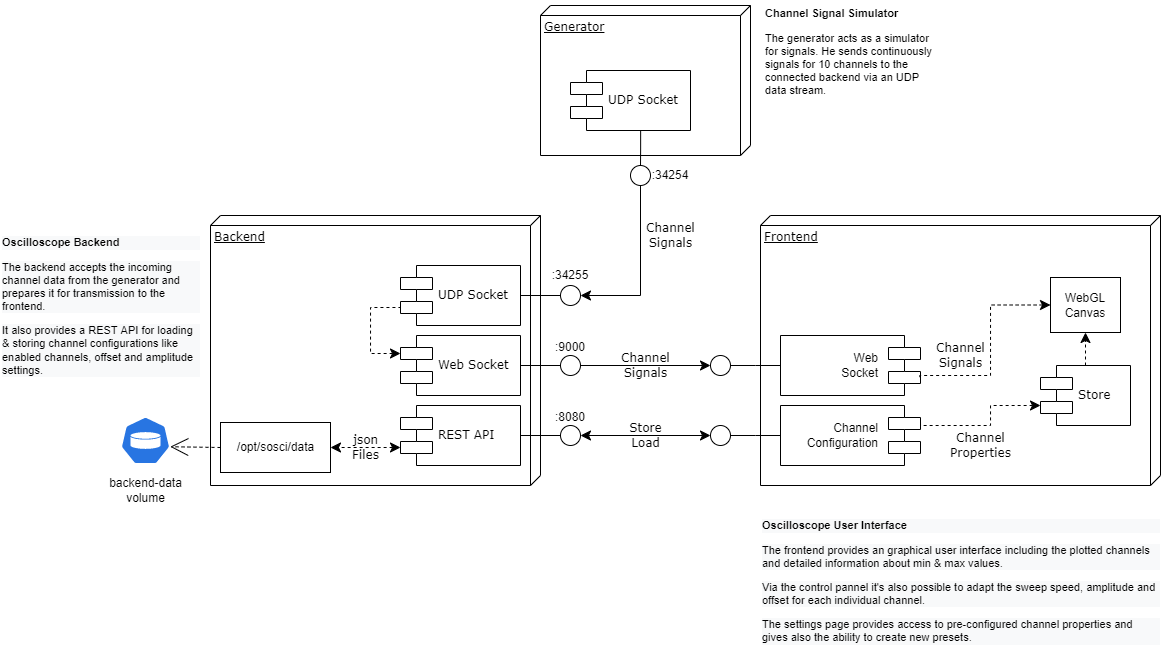 Generator
UDP Socket
:34254
Channel Signal Simulator
The generator acts as a simulator
for signals. He sends continuously
signals for 10 channels to the
connected backend via an UDP
data stream.
Channel
Signals
Oscilloscope Backend
The backend accepts the incoming
channel data from the generator and
prepares it for transmission to the
frontend.
It also provides a REST API for loading
& storing channel configurations like
enabled channels, offset and amplitude
settings.
Backend
UDP Socket
Web Socket
REST API
/opt/sosci/data
json
Files
backend-data
volume
:34255
:9000
Channel
Signals
:8080
Store
Load
Frontend
Web
Socket
Channel
Configuration
Channel
Signals
WebGL
Canvas
Store
Channel
Properties
Oscilloscope User Interface
The frontend provides an graphical user interface including the plotted channels
and detailed information about min & max values.
Via the control pannel it's also possible to adapt the sweep speed, amplitude and
offset for each individual channel.
The settings page provides access to pre-configured channel properties and
gives also the ability to create new presets.